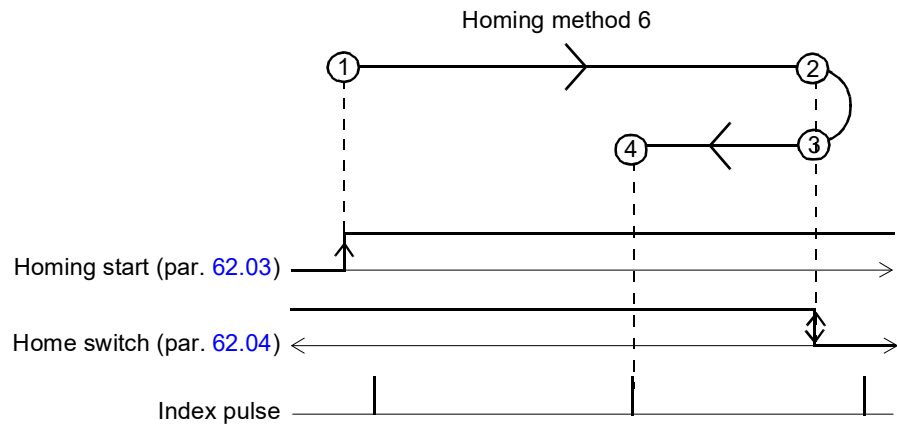 Homing method 6
1
2
4
3
Homing start (par. 62.03)
Home switch (par. 62.04)
Index pulse